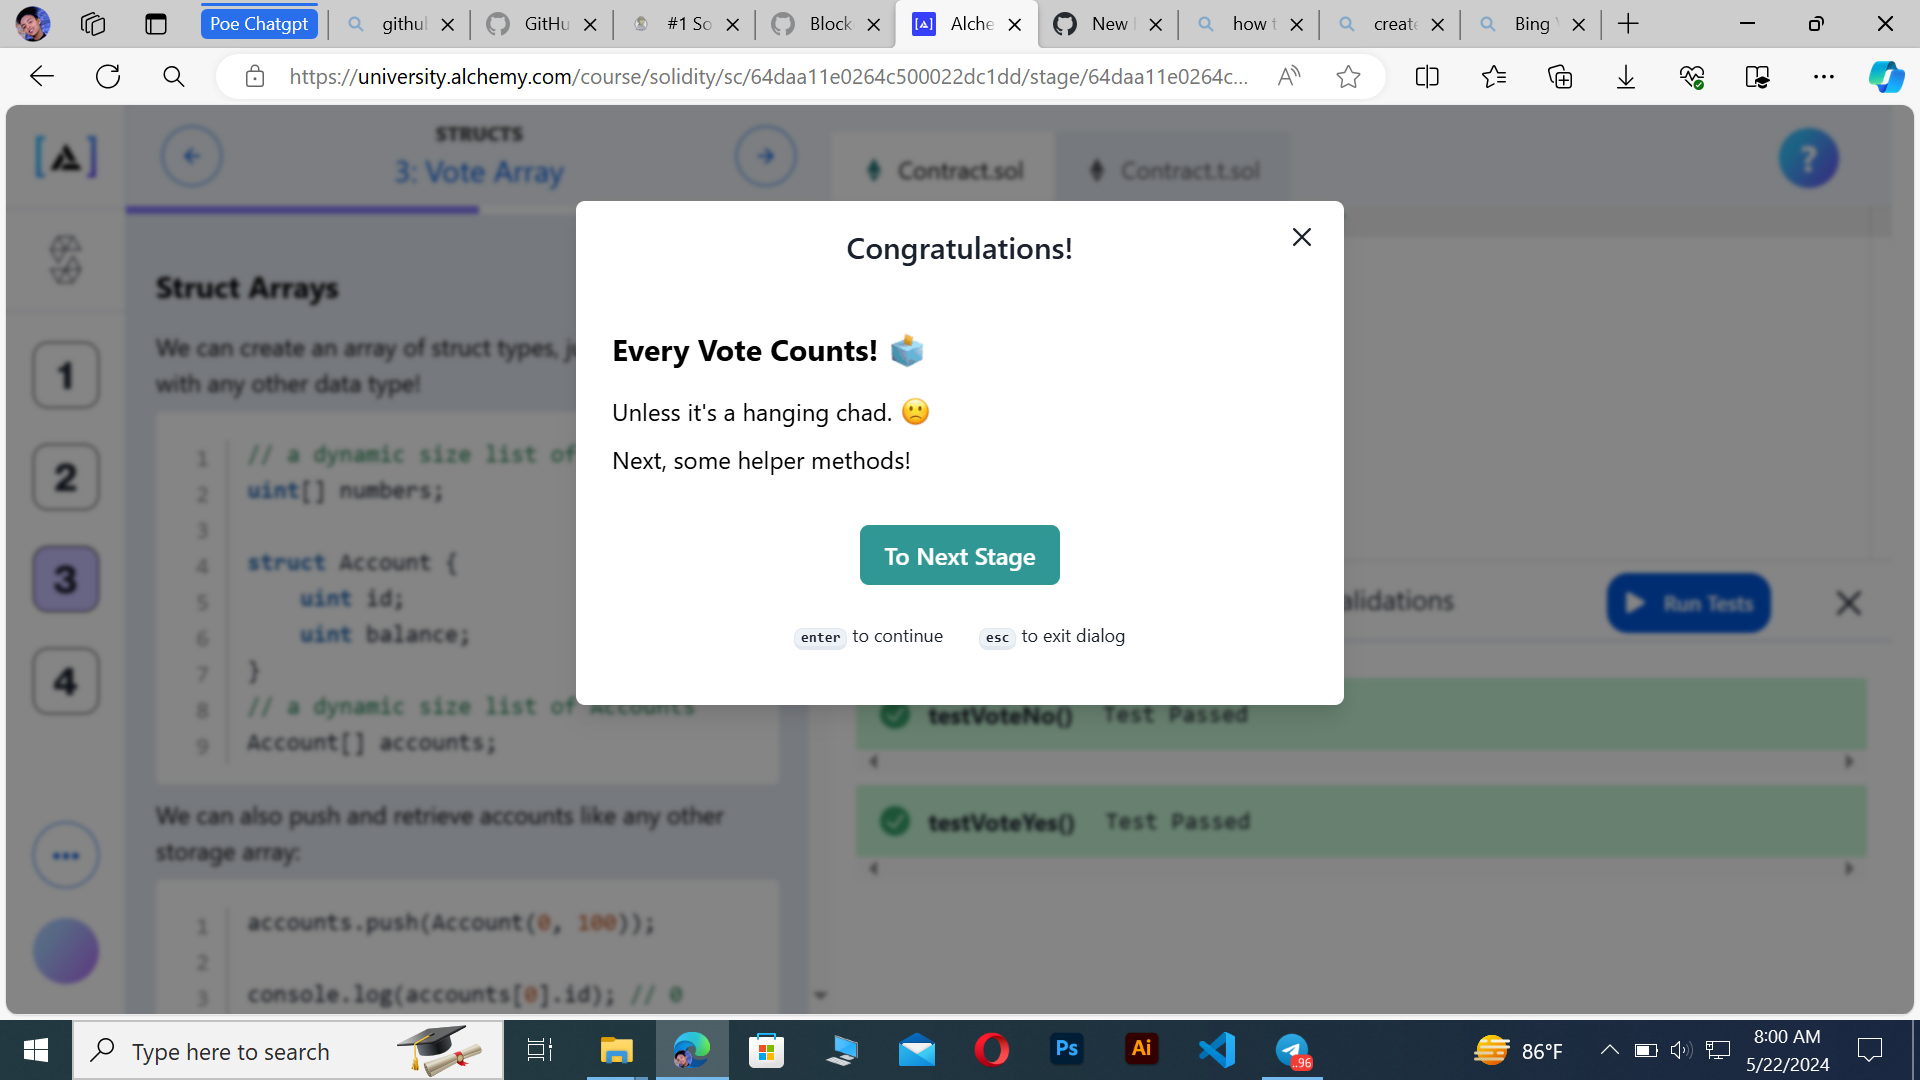 Poe Chatgpt
githul
GitHu
#1 So
Block
Alche
New
how t
create
Bing
https://university.alchemy.com/course/solidity/sc/64daa11e0264c500022dc1dd/stage/64daa11e0264c...
STRUCTS
3: Vote Array
Contract.sol
Contract.t.sol
?
Struct Arrays
We can create an array of struct types, 
with any other data type!
1
2
3
4
1 // a dynamic size list of
2 uint[] numbers;
3
4 struct Account {
5 uint id;
6 uint balance;
7 }
8 // a dynamic size list of Accounts
9 Account[] accounts;
We can also push and retrieve accounts like any other
storage array:
1 accounts.push(Account(0, 100));
2
3 console.log(accounts[0].id); // 0
Congratulations!
Every Vote Counts!
Unless it's a hanging chad.
Next, some helper methods!
To Next Stage
enter to continue esc to exit dialog
alidations
Run Tests
testVoteNo() Test Passed
testVoteYes() Test Passed
Type here to search
Ps
Ai
..96
86°F
8:00 AM
5/22/2024